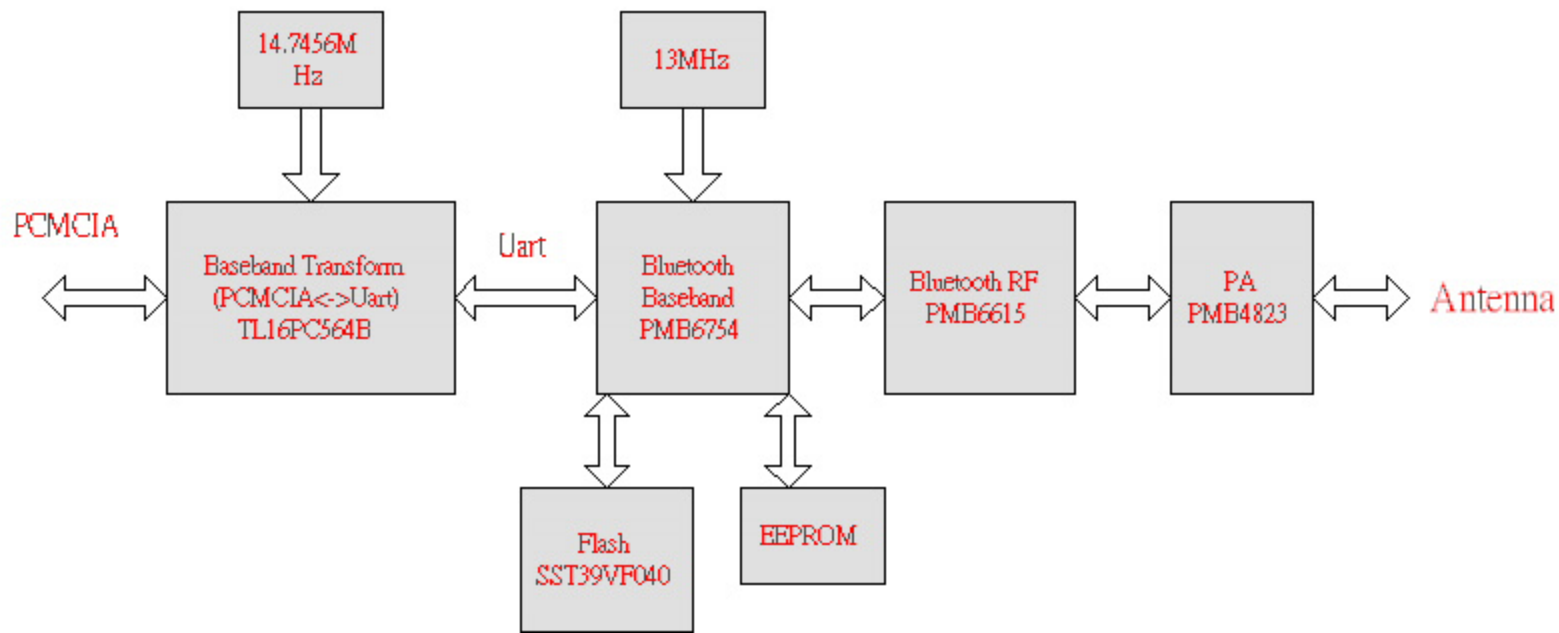 14.7456M
Hz
13MHz
PCMCIA
Baseband Transform
(PCMCIA<->Uart)
TL16PC564B
Uart
Bluetooth
Baseband
PMB6754
Bluetooth RF
PMB6615
PA
PMB4823
Antenna
Flash
SST39VF040
EEPROM